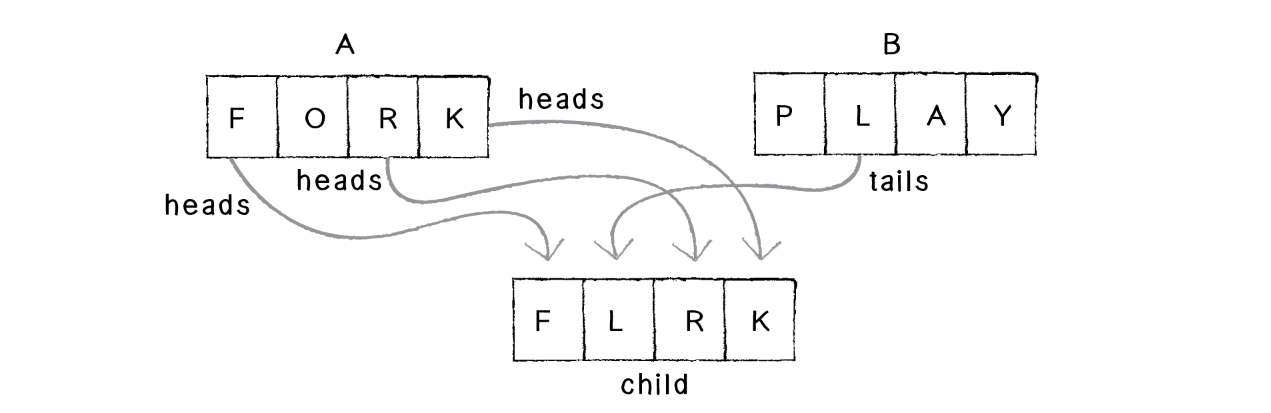 A
B
F O R K
P L A Y
heads
heads
tails
heads
F L R K
child